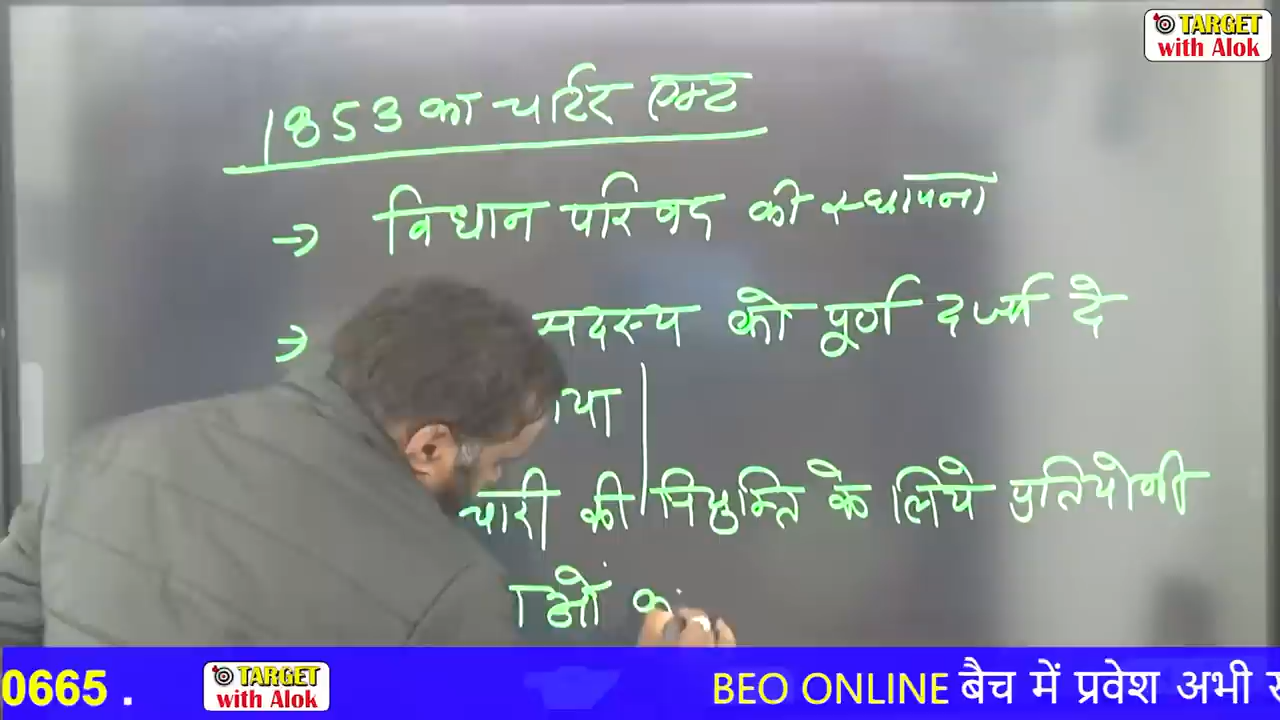 TARGET
with Alok
1853 का चार्टर एक्ट
→ विधान परिषद की स्थापना
→ सदस्य को पूर्ण दर्जा दे
या
चारी की नियुक्ति के लिये प्रतियोगी
ाओं
0665 .
TARGET
with Alok
BEO ONLINE बैच में प्रवेश अभी